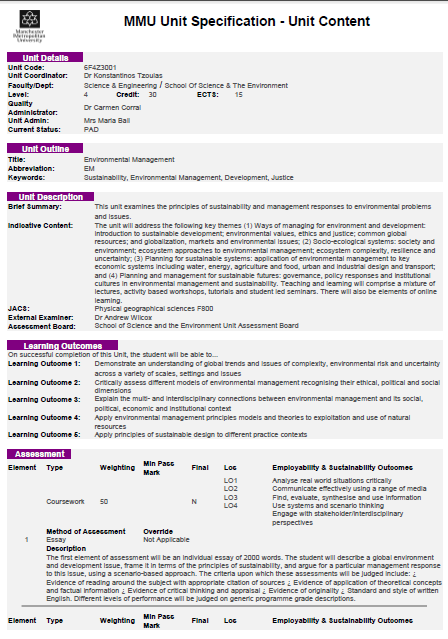 MMU Unit Specification - Unit Content
Manchester
Metropolitan
University
Unit Details
Unit Code: 6F4Z3001
Unit Coordinator: Dr Konstantinos Tzoulas
Faculty/Dept: Science & Engineering / School Of Science & The Environment
Level: 4 Credit: 30 ECTS: 15
Quality
Administrator: Dr Carmen Corral
Unit Admin: Mrs Maria Ball
Current Status: PAD
Unit Outline
Title: Environmental Management
Abbreviation: EM
Keywords: Sustainability, Environmental Management, Development, Justice
Unit Description
Brief Summary: This unit examines the principles of sustainability and management responses to environmental problems
and issues.
Indicative Content: The unit will address the following key themes (1) Ways of managing for environment and development:
introduction to sustainable development; environmental values, ethics and justice; common global
resources; and globalization, markets and environmental issues; (2) Socio-ecological systems: society and
environment; ecosystem approaches to environmental management; ecosystem complexity, resilience and
uncertainty; (3) Planning for sustainable systems: application of environmental management to key
economic systems including water, energy, agriculture and food, urban and industrial design and transport;
and (4) Planning and management for sustainable futures: governance, policy responses and institutional
cultures in environmental management and sustainability. Teaching and learning will comprise a mixture of
lectures, activity based workshops, tutorials and student led seminars. There will also be elements of online
learning.
JACS: Physical geographical sciences F800
External Examiner: Dr Andrew Wilcox
Assessment Board: School of Science and the Environment Unit Assessment Board
Learning Outcomes
On successful completion of this Unit, the student will be able to...
Learning Outcome 1: Demonstrate an understanding of global trends and issues of complexity, environmental risk and uncertainty
across a variety of scales, settings and issues
Learning Outcome 2: Critically assess different models of environmental management recognising their ethical, political and social
dimensions
Learning Outcome 3: Explain the multi- and interdisciplinary connections between environmental management and its social,
political, economic and institutional context
Learning Outcome 4: Apply environmental management principles models and theories to exploitation and use of natural
resources
Learning Outcome 5: Apply principles of sustainable design to different practice contexts
Assessment
Element Type Weighting Min Pass Mark Final Los Employability & Sustainability Outcomes
LO1 Analyse real world situations critically
LO2 Communicate effectively using a range of media
Coursework 50 N LO3 Find, evaluate, synthesise and use information
LO4 Use systems and scenario thinking
Engage with stakeholder/interdisciplinary
perspectives
Method of Assessment Override
1 Essay Not Applicable
Description
The first element of assessment will be an individual essay of 2000 words. The student will describe a global environment
and development issue, frame it in terms of the principles of sustainability, and argue for a particular management response
to this issue, using a scenario-based approach. The criteria upon which these assessments will be judged include: ¿
Evidence of reading around the subject with appropriate citation of sources ¿ Evidence of application of theoretical concepts
and factual information ¿ Evidence of critical thinking and appraisal ¿ Evidence of originality ¿ Standard and style of written
English. Different levels of performance will be judged on generic programme grade descriptions.
Element Type Weighting Min Pass Mark Final Los Employability & Sustainability Outcomes